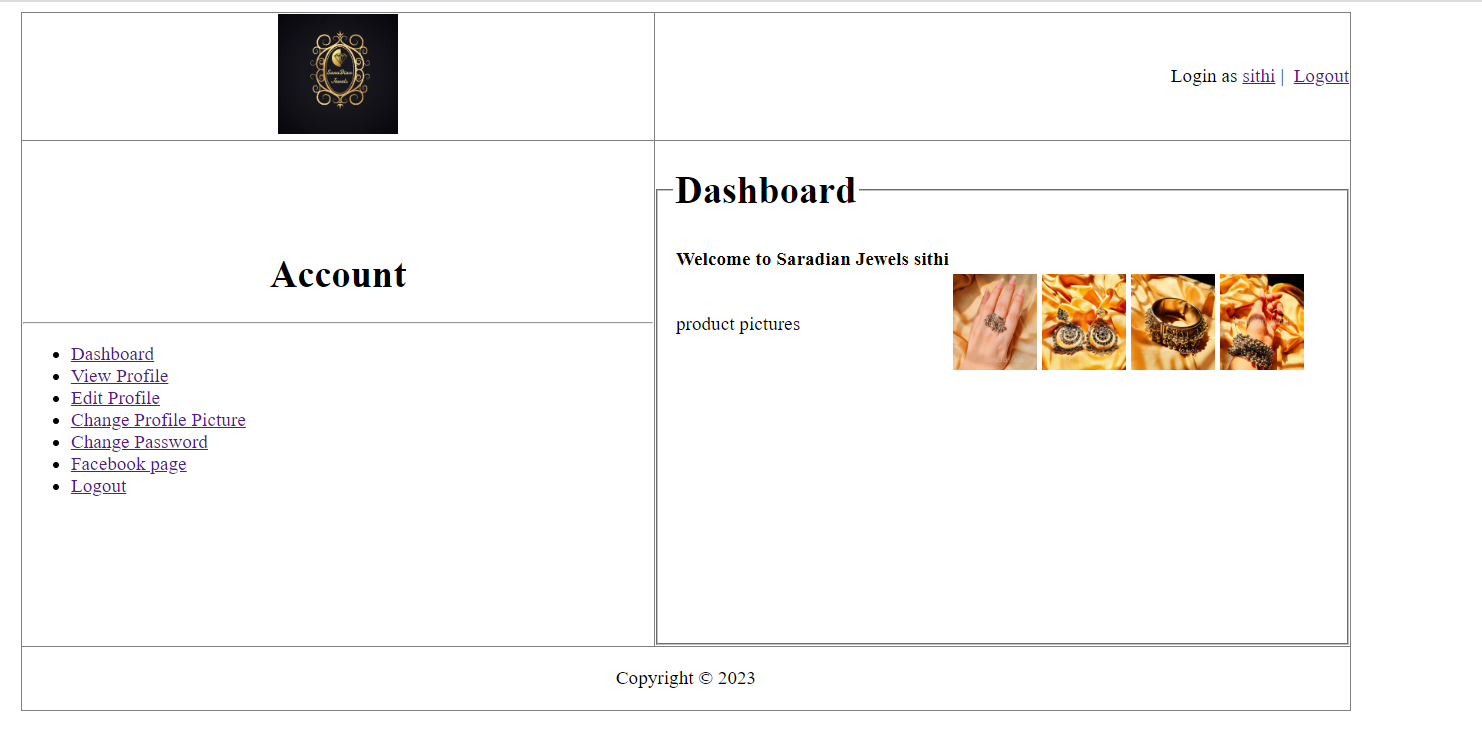 SaraDian
Jewels
Login as sithi | Logout
Account
Dashboard
View Profile
Edit Profile
Change Profile Picture
Change Password
Facebook page
Logout
Dashboard
Welcome to Saradian Jewels sithi
product pictures
Copyright © 2023